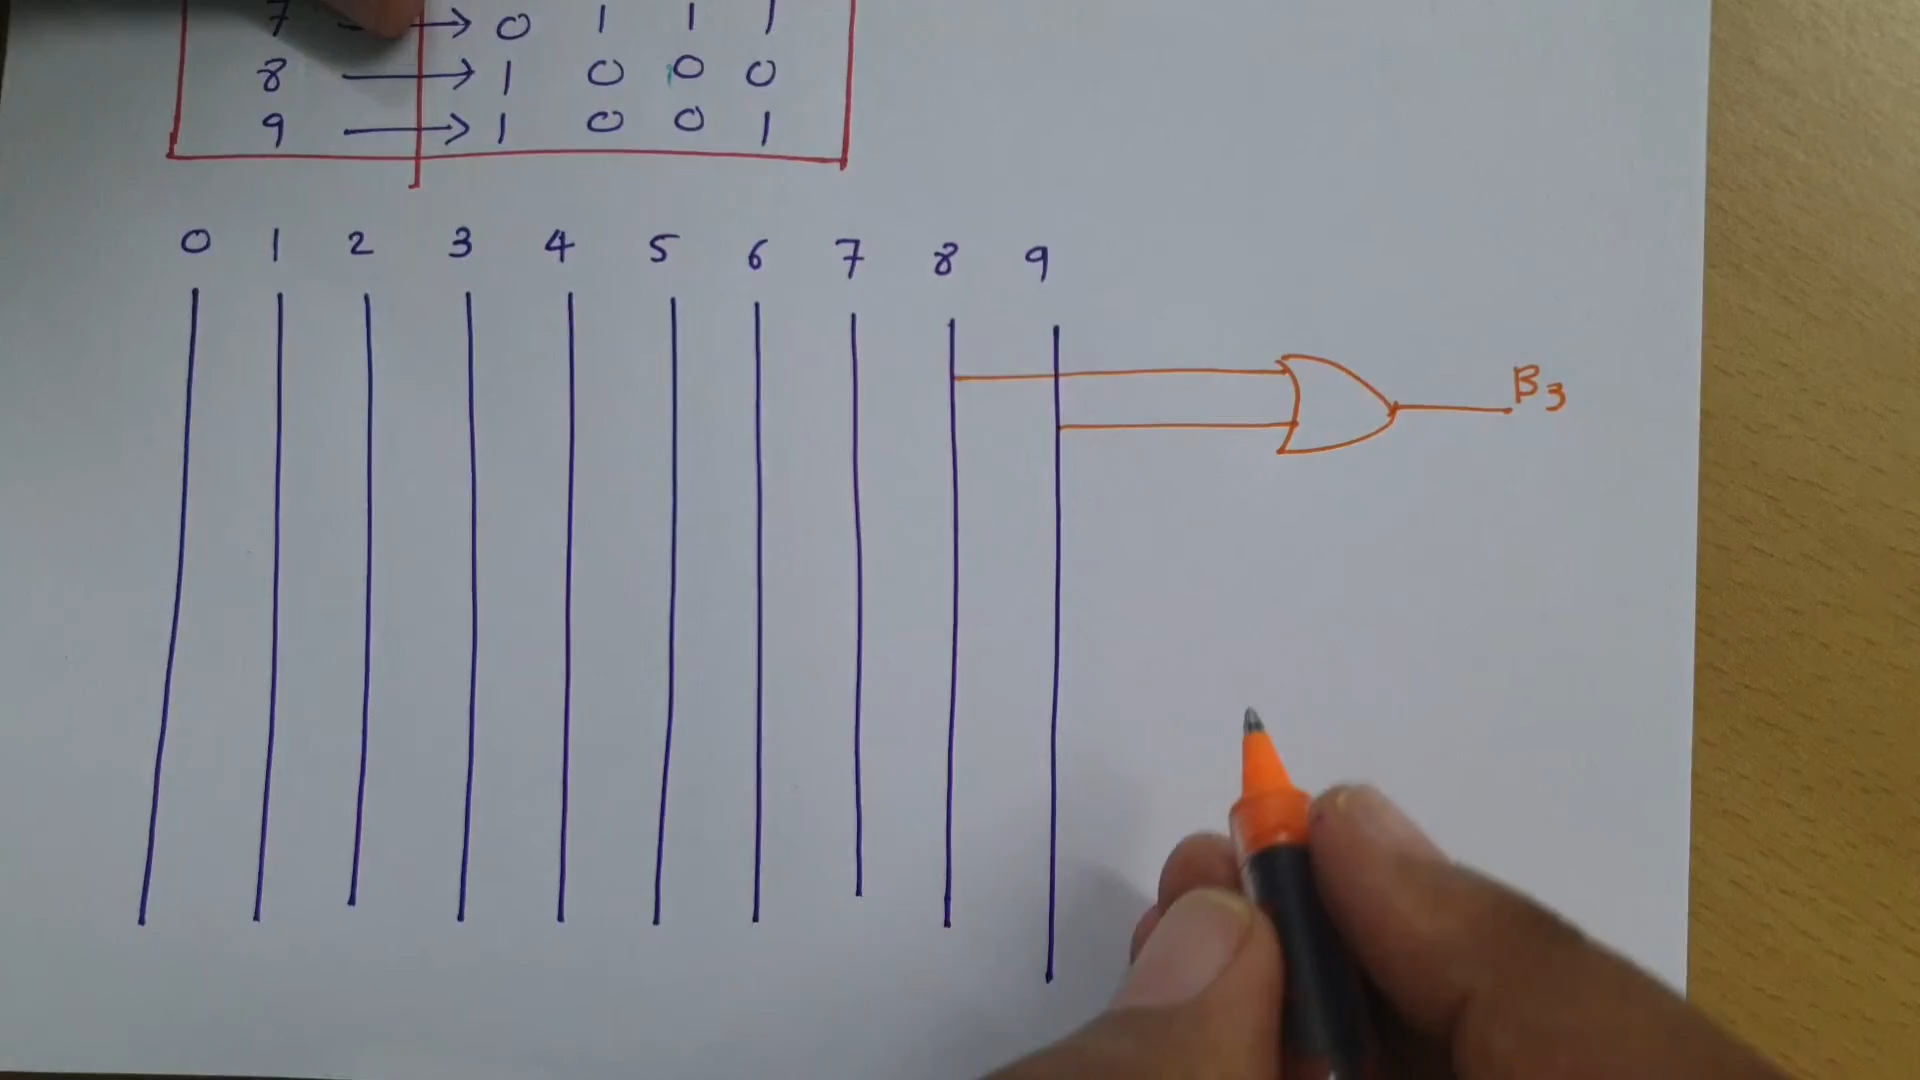 7 → 0 1 1 1
8 → 1 0 0 0
9 → 1 0 0 1
0 1 2 3 4 5 6 7 8 9
B3